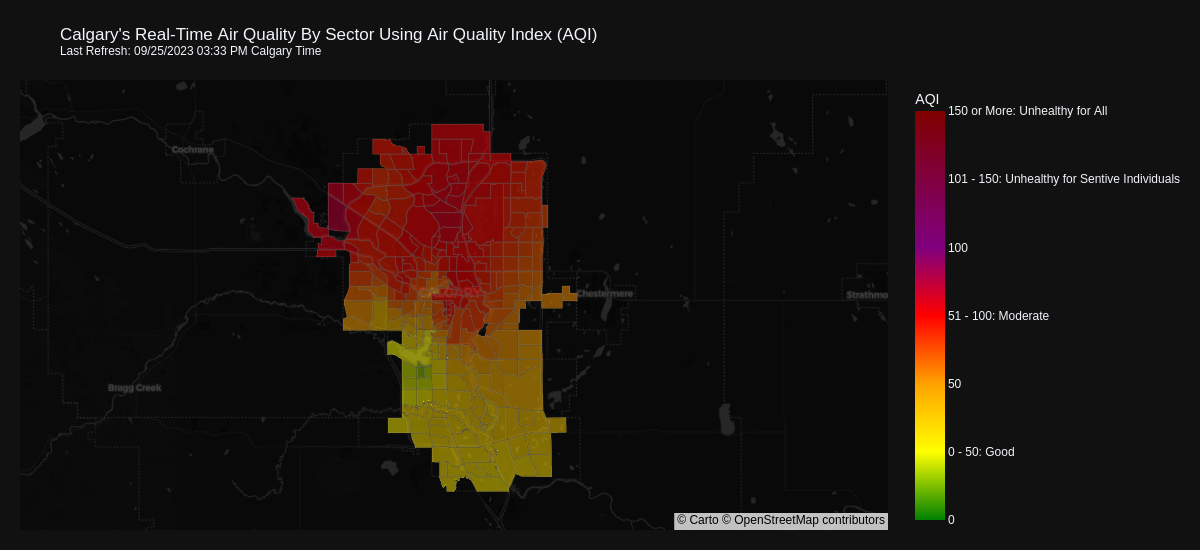 Calgary's Real-Time Air Quality By Sector Using Air Quality Index (AQI)
Last Refresh: 09/25/2023 03:33 PM Calgary Time
AQI
150 or More: Unhealthy for All
Cochrane
101 - 150: Unhealthy for Sentive Individuals
100
CALGARY
Chestermere
Strathmo
51 - 100: Moderate
Bragg Creek
50
0 - 50: Good
0
© Carto © OpenStreetMap contributors